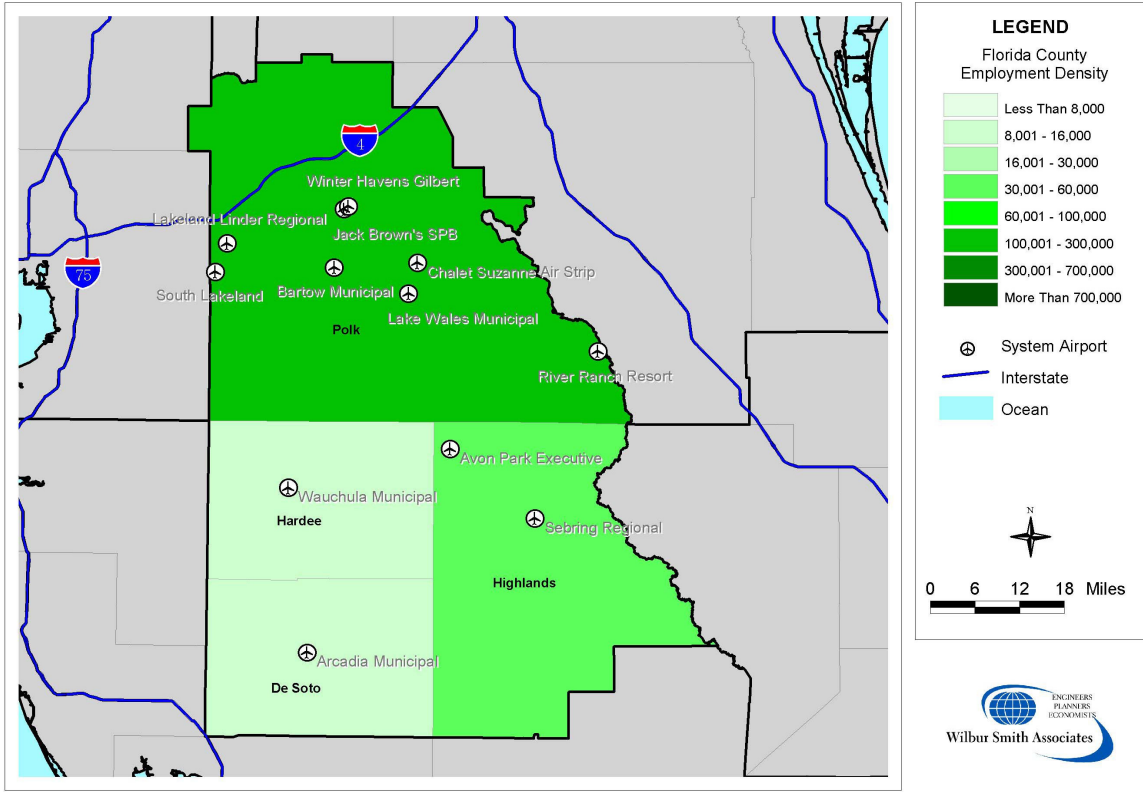 4
Winter Havens Gilbert
Lakeland Linder Regional
Jack Brown's SPB
75
Chalet Suzanne Air Strip
South Lakeland
Bartow Municipal
Lake Wales Municipal
Polk
River Ranch Resort
Avon Park Executive
Wauchula Municipal
Hardee
Sebring Regional
Highlands
Arcadia Municipal
De Soto
LEGEND
Florida County
Employment Density
Less Than 8,000
8,001 - 16,000
16,001 - 30,000
30,001 - 60,000
60,001 - 100,000
100,001 - 300,000
300,001 - 700,000
More Than 700,000
System Airport
Interstate
Ocean
N
0 6 12 18 Miles
ENGINEERS
PLANNERS
ECONOMISTS
Wilbur Smith Associates